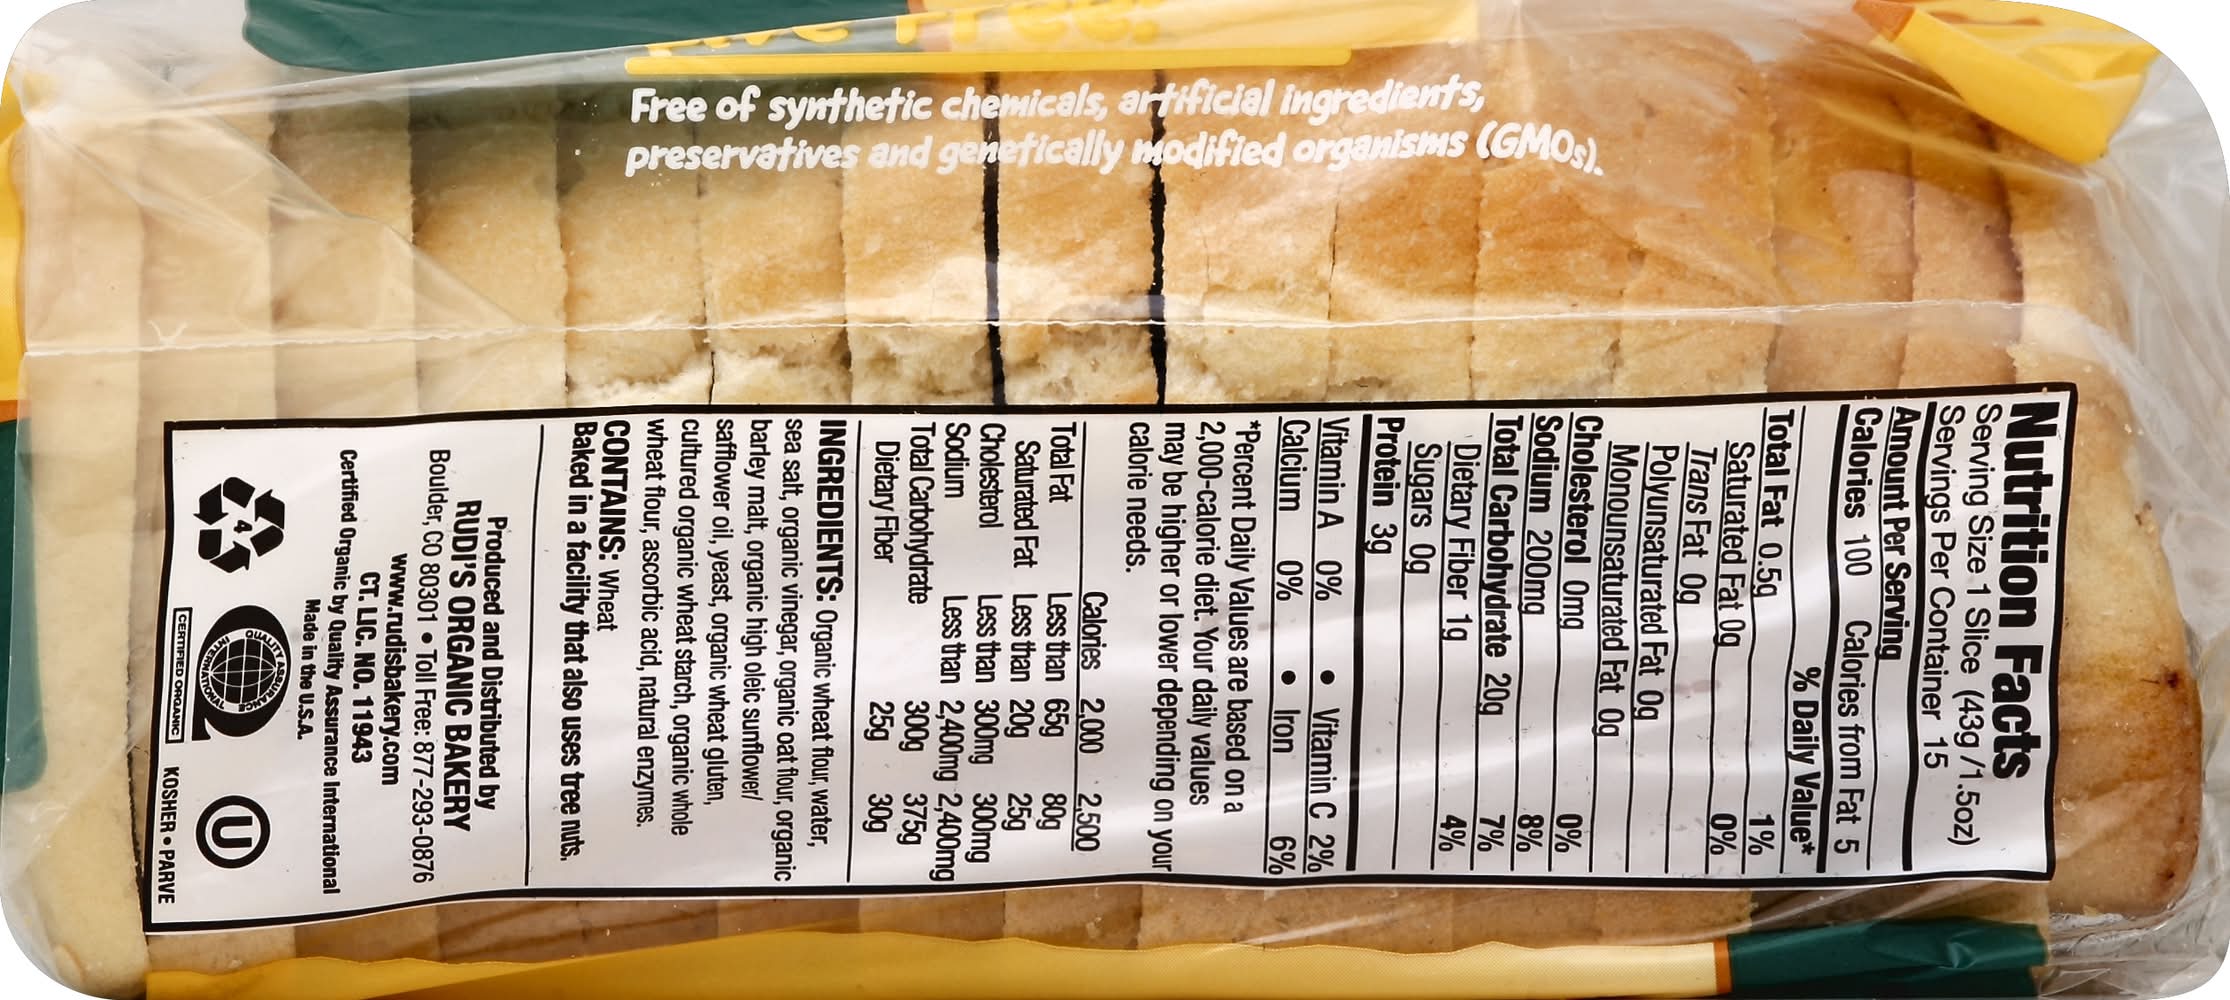 Live Free!
Free of synthetic chemicals, artificial ingredients,
preservatives and genetically modified organisms (GMOs).
Nutrition Facts
Serving Size 1 Slice (43g /1.5oz)
Servings Per Container 15
Amount Per Serving
Calories 100 Calories from Fat 5
% Daily Value*
Total Fat 0.5g 1%
Saturated Fat 0g 0%
Trans Fat 0g
Polyunsaturated Fat 0g
Monounsaturated Fat 0g
Cholesterol 0mg 0%
Sodium 200mg 8%
Total Carbohydrate 20g 7%
Dietary Fiber 1g 4%
Sugars 0g
Protein 3g
Vitamin A 0% • Vitamin C 2%
Calcium 0% • Iron 6%
*Percent Daily Values are based on a
2,000-calorie diet. Your daily values
may be higher or lower depending on your
calorie needs.
Calories 2,000 2,500
Total Fat Less than 65g 80g
Saturated Fat Less than 20g 25g
Cholesterol Less than 300mg 300mg
Sodium Less than 2,400mg 2,400mg
Total Carbohydrate 300g 375g
Dietary Fiber 25g 30g
INGREDIENTS: Organic wheat flour, water,
sea salt, organic vinegar, organic oat flour, organic
barley malt, organic high oleic sunflower/
safflower oil, yeast, organic wheat gluten,
cultured organic wheat starch, organic whole
wheat flour, ascorbic acid, natural enzymes.
CONTAINS: Wheat
Baked in a facility that also uses tree nuts.
Produced and Distributed by
RUDI'S ORGANIC BAKERY
Boulder, CO 80301 • Toll Free: 877-293-0876
www.rudisbakery.com
CT. LIC. NO. 11943
Certified Organic by Quality Assurance International
Made in the U.S.A.
4
QUALITY ASSURANCE
INTERNATIONAL
CERTIFIED ORGANIC
U
KOSHER • PARVE